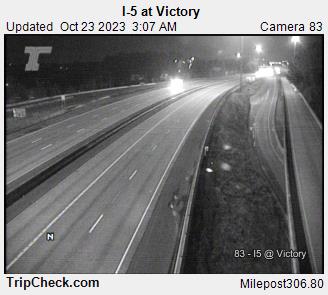 I-5 at Victory
Updated Oct 23 2023 3:07 AM Camera 83
T
N
83 - I5 @ Victory
TripCheck.com Milepost306.80